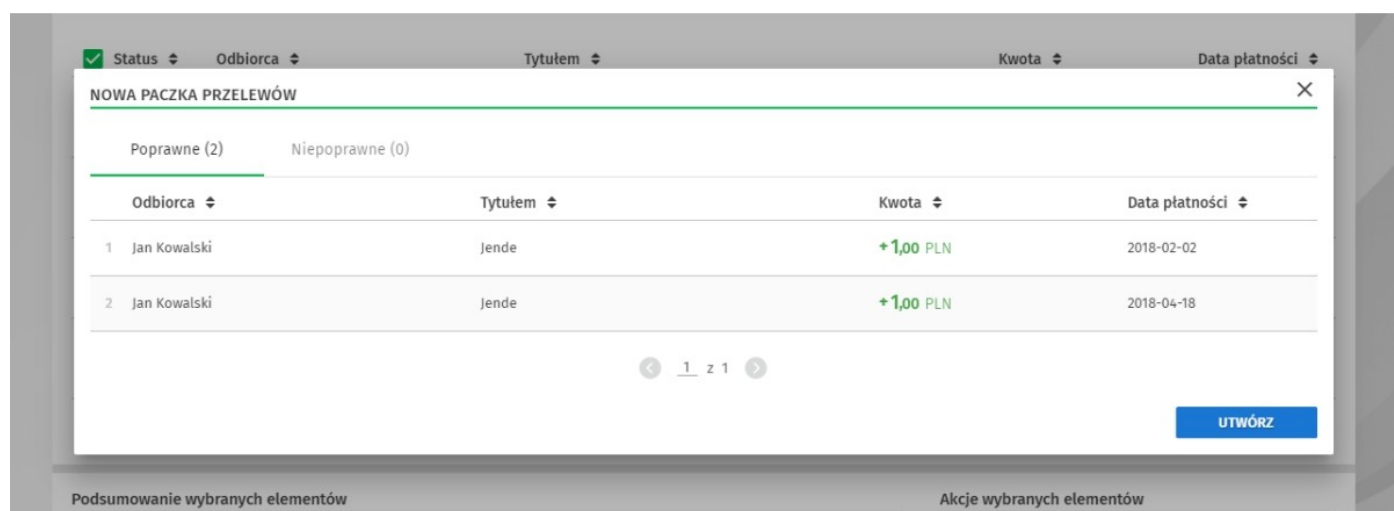 Status Odbiorca Tytułem Kwota Data płatności
NOWA PACZKA PRZELEWÓW
Poprawne (2) Niepoprawne (0)
Odbiorca Tytułem Kwota Data płatności
1 Jan Kowalski Jende +1,00 PLN 2018-02-02
2 Jan Kowalski Jende +1,00 PLN 2018-04-18
1 z 1
UTWÓRZ
Podsumowanie wybranych elementów Akcje wybranych elementów